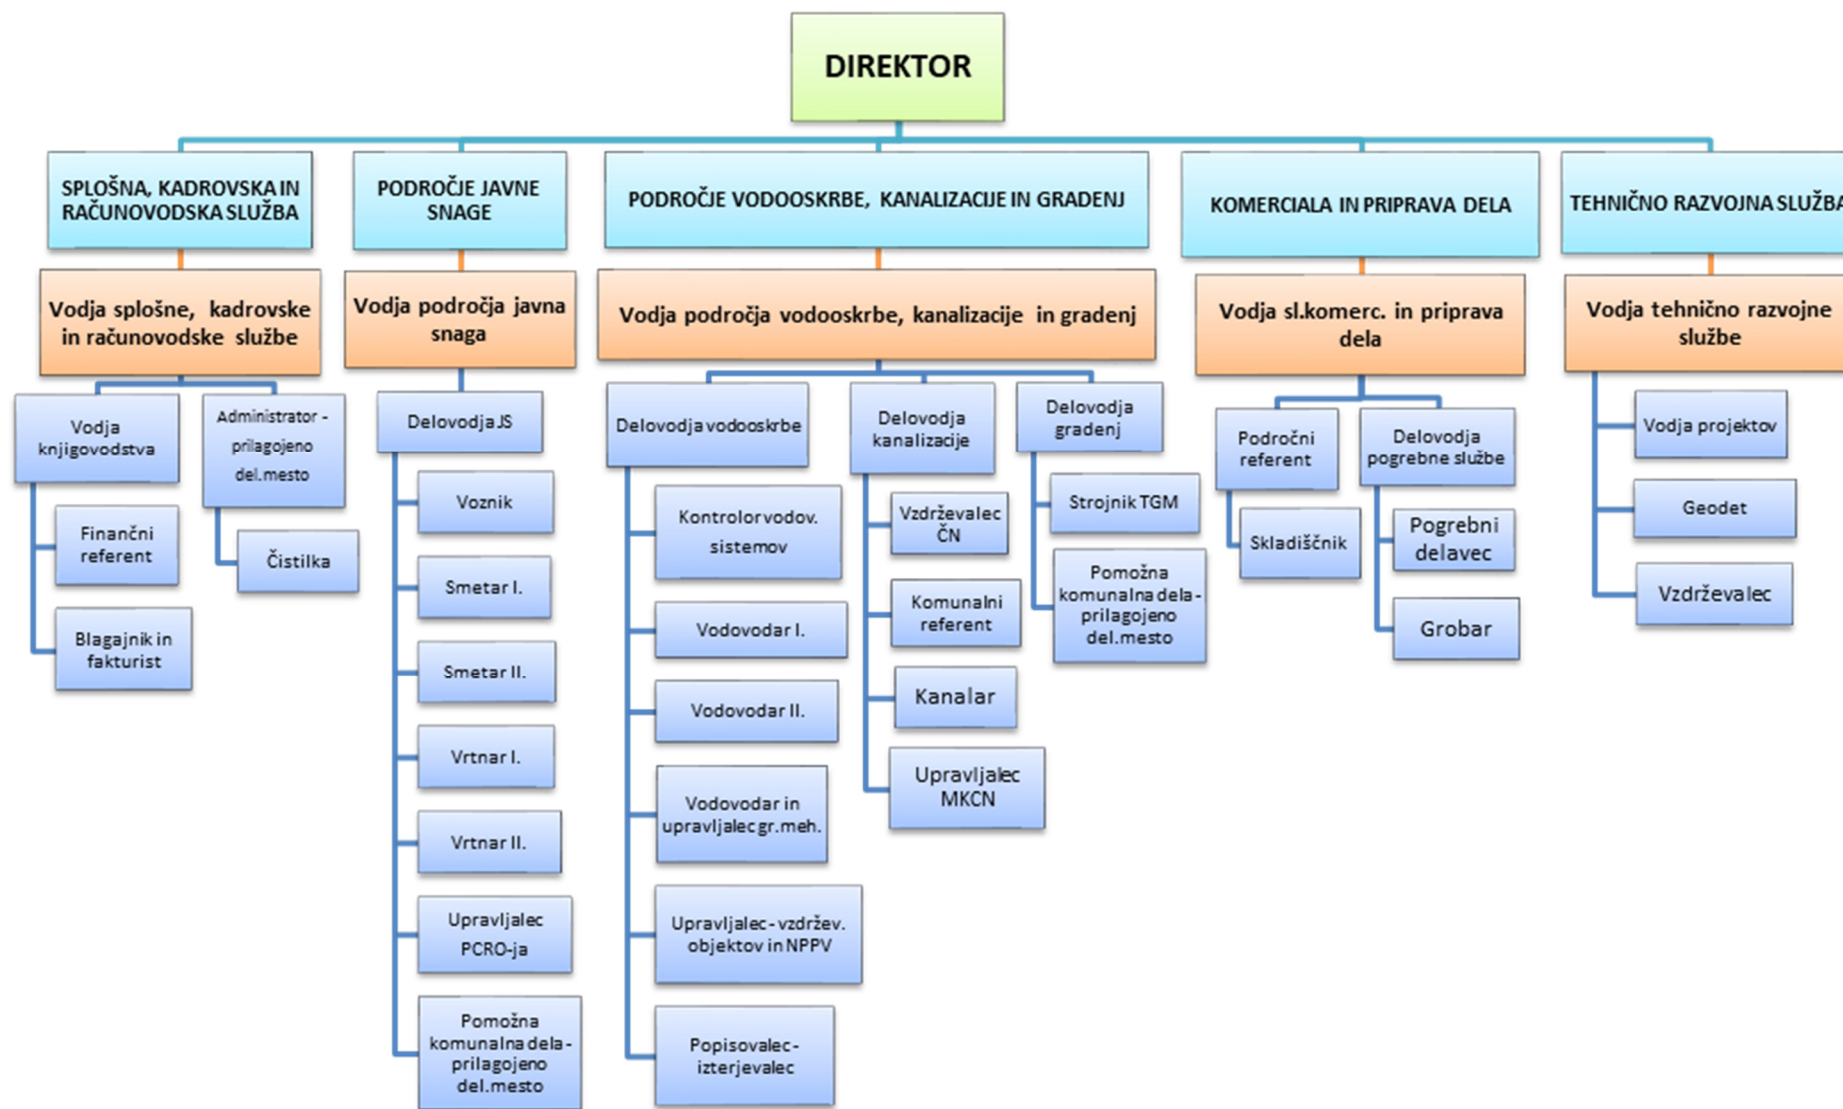 DIREKTOR
SPLOŠNA, KADROVSKA IN
RAČUNOVODSKA SLUŽBA
PODROČJE JAVNE
SNAGE
PODROČJE VODOOSKRBE, KANALIZACIJE IN GRADENJ
KOMERCIALA IN PRIPRAVA DELA
TEHNIČNO RAZVOJNA SLUŽBA
Vodja splošne, kadrovske
in računovodske službe
Vodja področja javna
snaga
Vodja področja vodooskrbe, kanalizacije in gradenj
Vodja sl.komerc. in priprava
dela
Vodja tehnično razvojne
službe
Vodja
knjigovodstva
Finančni
referent
Blagajnik in
fakturist
Administrator -
prilagojeno
del.mesto
Čistilka
Delovodja JS
Voznik
Smetar I.
Smetar II.
Vrtnar I.
Vrtnar II.
Upravljalec
PCRO-ja
Pomožna
komunalna dela-
prilagojeno
del.mesto
Delovodja vodooskrbe
Kontrolor vodov.
sistemov
Vodovodar I.
Vodovodar II.
Vodovodar in
upravljalec gr.meh.
Upravljalec- vzdržev.
objektov in NPPV
Popisovalec-
izterjevalec
Delovodja
kanalizacije
Vzdrževalec
ČN
Komunalni
referent
Kanalar
Upravljalec
MKCN
Delovodja
gradenj
Strojnik TGM
Pomožna
komunalna dela-
prilagojeno
del.mesto
Področni
referent
Skladiščnik
Delovodja
pogrebne službe
Pogrebni
delavec
Grobar
Vodja projektov
Geodet
Vzdrževalec